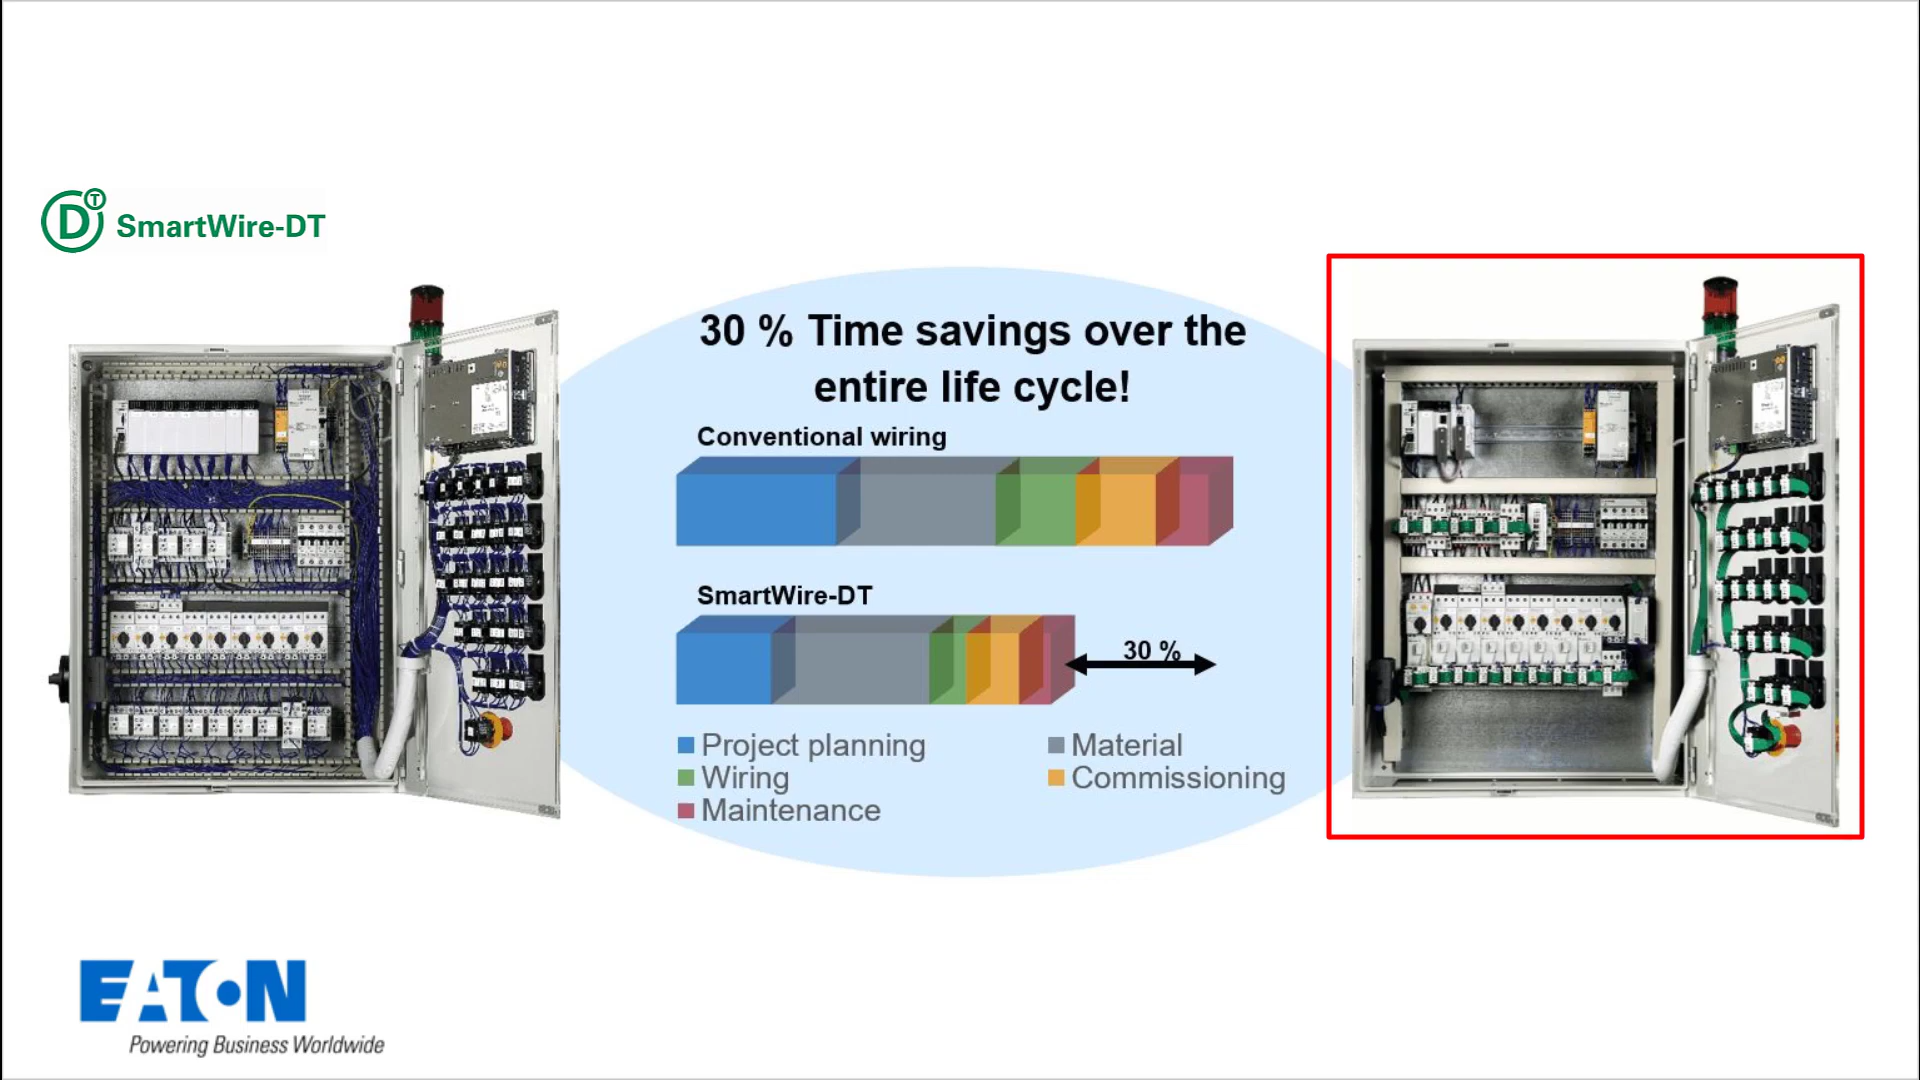 SmartWire-DT
30 % Time savings over the
entire life cycle!
Conventional wiring
SmartWire-DT
30 %
Project planning
Material
Wiring
Commissioning
Maintenance
EATON
Powering Business Worldwide